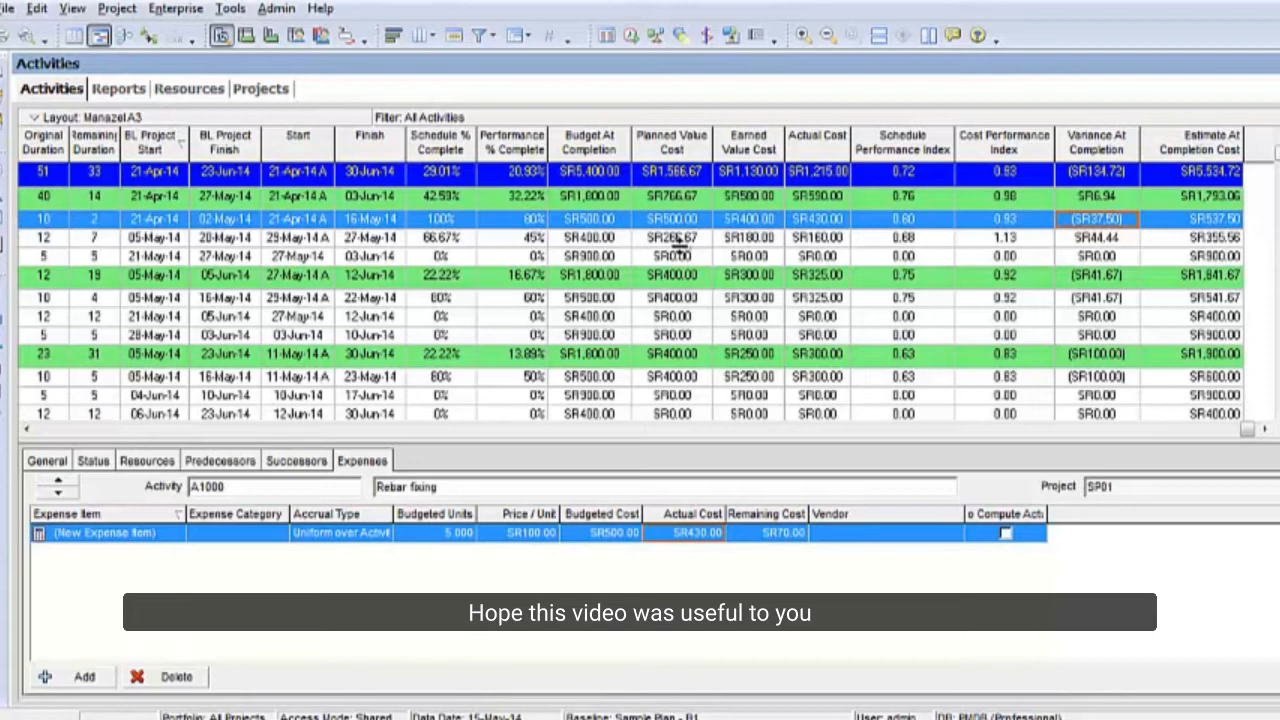 File Edit View Project Enterprise Tools Admin Help
Activities
Activities Reports Resources Projects
Layout: Manazel A3 Filter: All Activities
Original Duration Remaining Duration BL Project Start BL Project Finish Start Finish Schedule % Complete Performance % Complete Budget At Completion Planned Value Cost Earned Value Cost Actual Cost Schedule Performance Index Cost Performance Index Variance At Completion Estimate At Completion Cost
51 33 21-Apr-14 23-Jun-14 21-Apr-14 A 30-Jun-14 29.01% 20.93% SR5,400.00 SR1,566.67 SR1,130.00 SR1,215.00 0.72 0.93 (SR134.72) SR5,534.72
40 14 21-Apr-14 27-May-14 21-Apr-14 A 03-Jun-14 42.59% 32.22% SR1,800.00 SR766.67 SR580.00 SR590.00 0.76 0.98 SR6.94 SR1,793.06
10 2 21-Apr-14 02-May-14 21-Apr-14 A 16-May-14 100% 80% SR500.00 SR500.00 SR400.00 SR430.00 0.80 0.93 (SR37.50) SR537.50
12 7 05-May-14 20-May-14 29-May-14 A 27-May-14 66.67% 45% SR400.00 SR266.67 SR180.00 SR160.00 0.68 1.13 SR44.44 SR355.56
5 5 21-May-14 27-May-14 27-May-14 03-Jun-14 0% 0% SR900.00 SR0.00 SR0.00 SR0.00 0.00 0.00 SR0.00 SR900.00
12 19 05-May-14 05-Jun-14 29-May-14 A 12-Jun-14 22.22% 16.67% SR1,800.00 SR400.00 SR300.00 SR325.00 0.75 0.92 (SR41.67) SR1,841.67
10 4 05-May-14 16-May-14 29-May-14 A 22-May-14 80% 60% SR500.00 SR400.00 SR300.00 SR325.00 0.75 0.92 (SR41.67) SR541.67
12 12 21-May-14 05-Jun-14 27-May-14 12-Jun-14 0% 0% SR400.00 SR0.00 SR0.00 SR0.00 0.00 0.00 SR0.00 SR400.00
5 5 28-May-14 03-Jun-14 03-Jun-14 10-Jun-14 0% 0% SR900.00 SR0.00 SR0.00 SR0.00 0.00 0.00 SR0.00 SR900.00
23 31 05-May-14 23-Jun-14 11-May-14 A 30-Jun-14 22.22% 13.89% SR1,800.00 SR400.00 SR250.00 SR300.00 0.63 0.83 (SR100.00) SR1,900.00
10 5 05-May-14 16-May-14 11-May-14 A 23-May-14 80% 50% SR500.00 SR400.00 SR250.00 SR300.00 0.63 0.83 (SR100.00) SR600.00
5 5 04-Jun-14 10-Jun-14 10-Jun-14 17-Jun-14 0% 0% SR900.00 SR0.00 SR0.00 SR0.00 0.00 0.00 SR0.00 SR900.00
12 12 06-Jun-14 23-Jun-14 12-Jun-14 30-Jun-14 0% 0% SR400.00 SR0.00 SR0.00 SR0.00 0.00 0.00 SR0.00 SR400.00
General Status Resources Predecessors Successors Expenses
Activity A1000 Rebar fixing Project SP01
Expense Item Expense Category Accrual Type Budgeted Units Price / Unit Budgeted Cost Actual Cost Remaining Cost Vendor o Compute Actu
(New Expense Item) Uniform over Activit 5.000 SR100.00 SR500.00 SR430.00 SR70.00
Hope this video was useful to you
Add Delete
Portfolio: All Projects Access Mode: Shared Data Date: 15-May-14 Baseline: Sample Plan - B1 User: admin DB: PMDB (Professional)